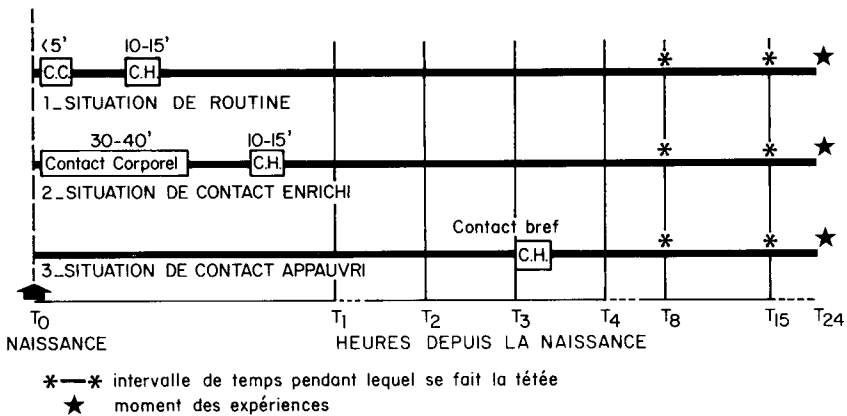 <5' 10-15'
C.C. C.H.
1_SITUATION DE ROUTINE
30-40' 10-15'
Contact Corporel C.H.
2_SITUATION DE CONTACT ENRICHI
Contact bref
C.H.
3_SITUATION DE CONTACT APPAUVRI
T0 T1 T2 T3 T4 T8 T15 T24
NAISSANCE HEURES DEPUIS LA NAISSANCE
*—* intervalle de temps pendant lequel se fait la tétée
★ moment des expériences